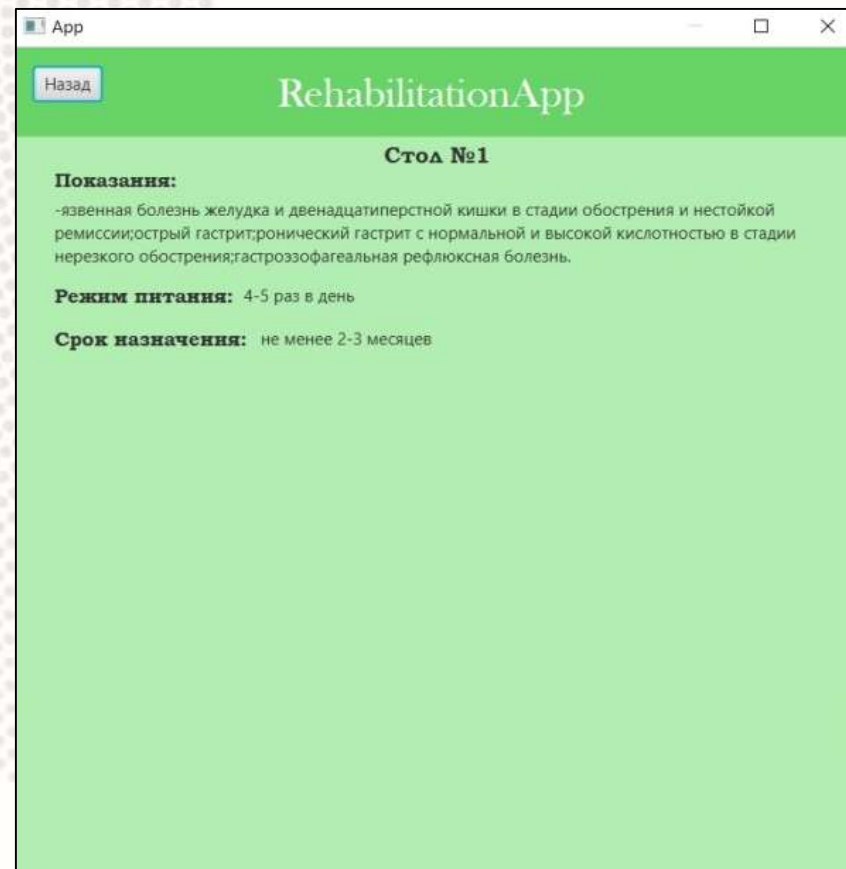 App
Назад
RehabilitationApp
Стол №1
Показания:
-язвенная болезнь желудка и двенадцатиперстной кишки в стадии обострения и нестойкой
ремиссии;острый гастрит;ронический гастрит с нормальной и высокой кислотностью в стадии
нерезкого обострения;гастроэзофагеальная рефлюксная болезнь.
Режим питания: 4-5 раз в день
Срок назначения: не менее 2-3 месяцев